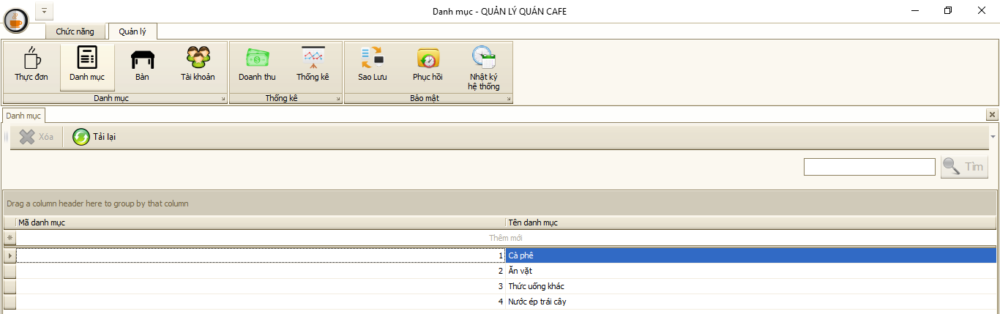 Danh mục - QUẢN LÝ QUÁN CAFE
Chức năng Quản lý
Thực đơn Danh mục Bàn Tài khoản Doanh thu Thống kê Sao Lưu Phục hồi Nhật ký
hệ thống
Danh mục Thống kê Bảo mật
Danh mục
Xóa Tải lại
Tìm
Drag a column header here to group by that column
Mã danh mục Tên danh mục
Thêm mới
1 Cà phê
2 Ăn vặt
3 Thức uống khác
4 Nước ép trái cây